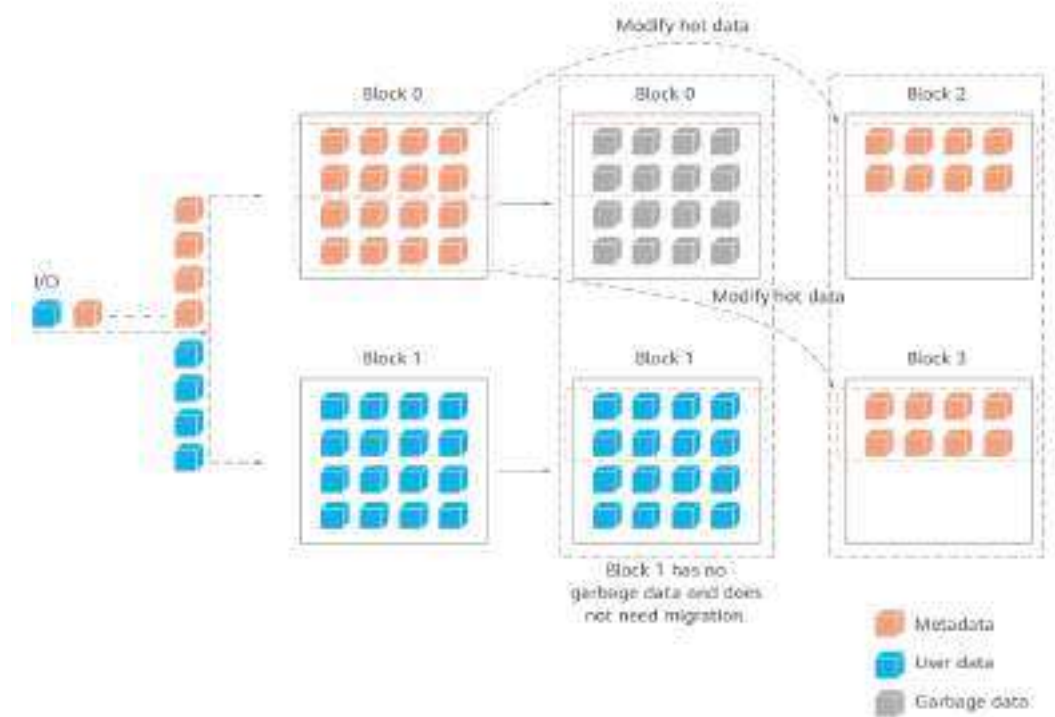 Modify hot data
Block 0
Block 0
Block 2
I/O
Modify hot data
Block 1
Block 1
Block 3
Block 1 has no
garbage data and does
not need migration.
Metadata
User data
Garbage data